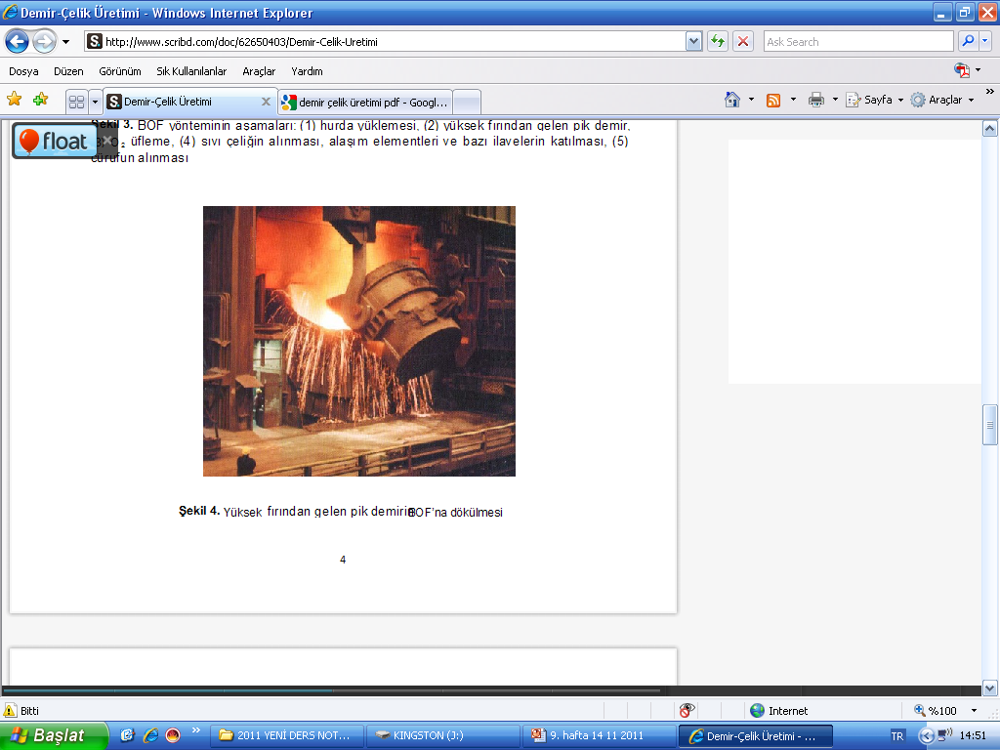 Demir-Çelik Üretimi - Windows Internet Explorer
http://www.scribd.com/doc/62650403/Demir-Celik-Uretimi
Ask Search
Dosya Düzen Görünüm Sık Kullanılanlar Araçlar Yardım
Demir-Çelik Üretimi
demir çelik üretimi pdf - Googl...
Sayfa
Araçlar
float
Şekil 3. BOF yönteminin aşamaları: (1) hurda yüklemesi, (2) yüksek fırından gelen pik demir,
O2 üfleme, (4) sıvı çeliğin alınması, alaşım elementleri ve bazı ilavelerin katılması, (5)
cürufun alınması
Şekil 4. Yüksek fırından gelen pik demirin BOF'na dökülmesi
4
Bitti
Internet
%100
Başlat
2011 YENİ DERS NOT...
KINGSTON (J:)
9. hafta 14 11 2011
Demir-Çelik Üretimi - ...
TR
14:51